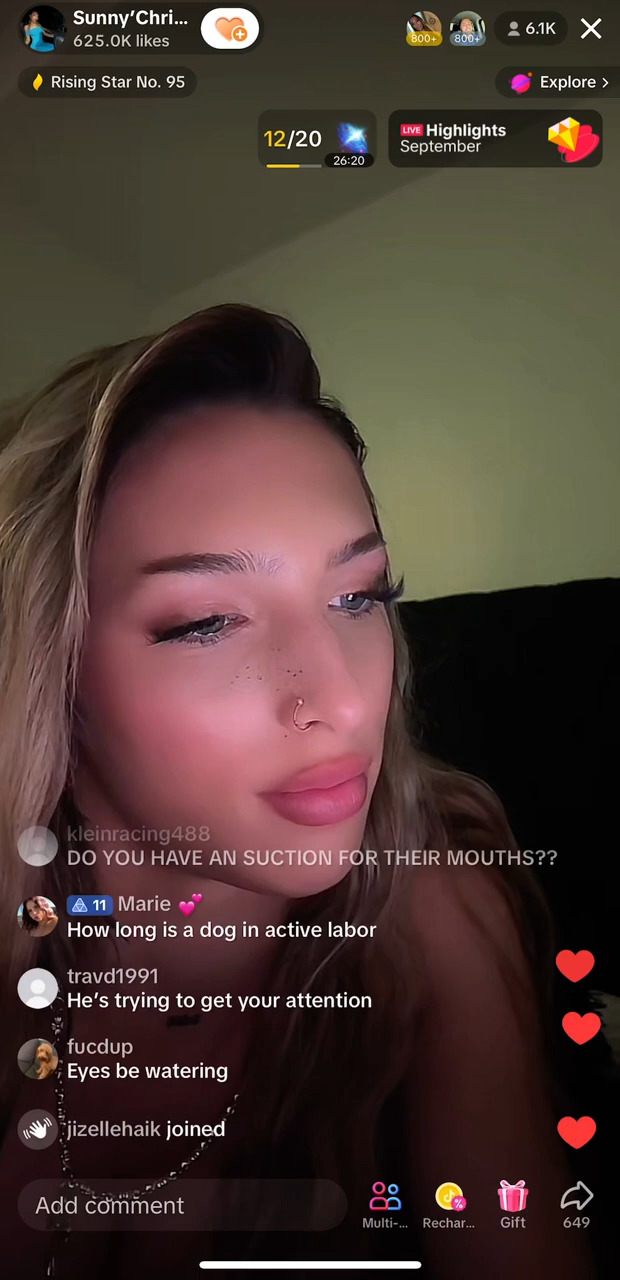 Sunny’Chri...
625.0K likes
800+
800+
6.1K
Rising Star No. 95
Explore >
12/20
26:20
LIVE Highlights
September
kleinracing488
DO YOU HAVE AN SUCTION FOR THEIR MOUTHS??
11 Marie 💕
How long is a dog in active labor
travd1991
He’s trying to get your attention
fucdup
Eyes be watering
jizellehaik joined
Add comment
Multi-...
Rechar...
Gift
649